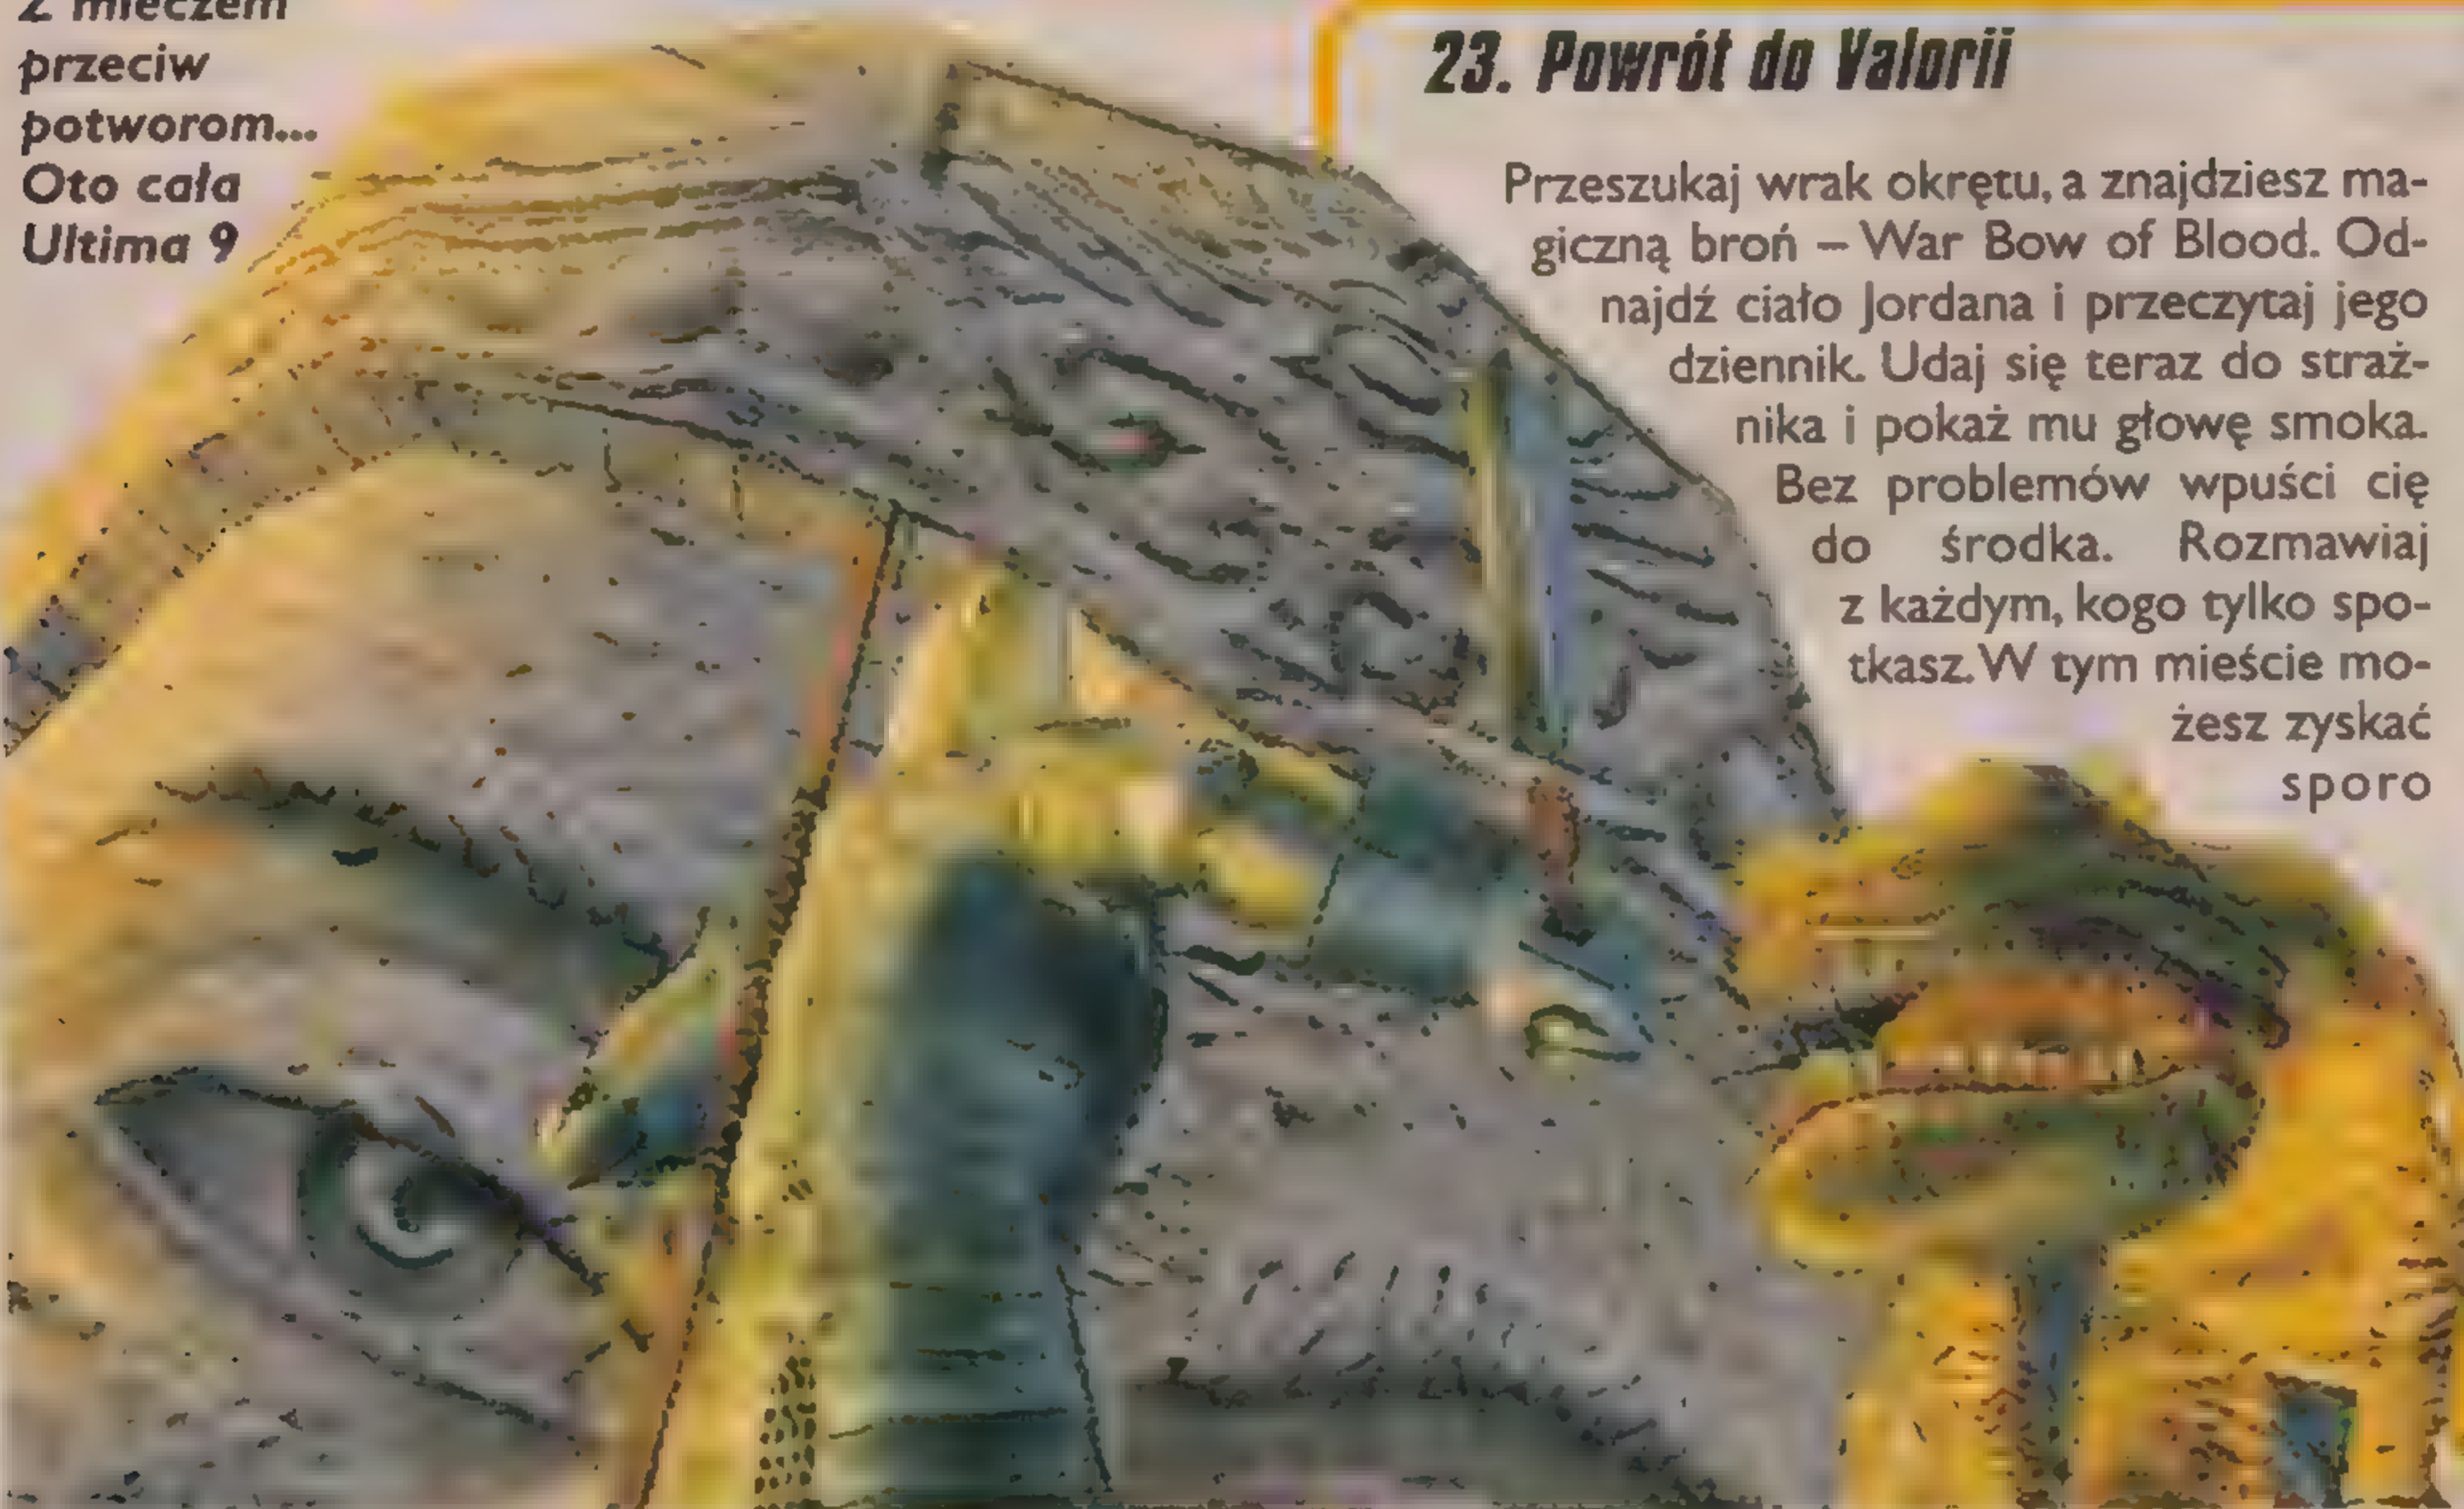 Z mieczem
przeciw
potworom...
Oto cała
Ultima 9
23. Powrót do Valorii
Przeszukaj wrak okrętu, a znajdziesz ma-
giczną broń – War Bow of Blood. Od-
najdź ciało Jordana i przeczytaj jego
dziennik. Udaj się teraz do straż-
nika i pokaż mu głowę smoka.
Bez problemów wpuści cię
do środka. Rozmawiaj
z każdym, kogo tylko spo-
tkasz. W tym mieście mo-
żesz zyskać
sporo